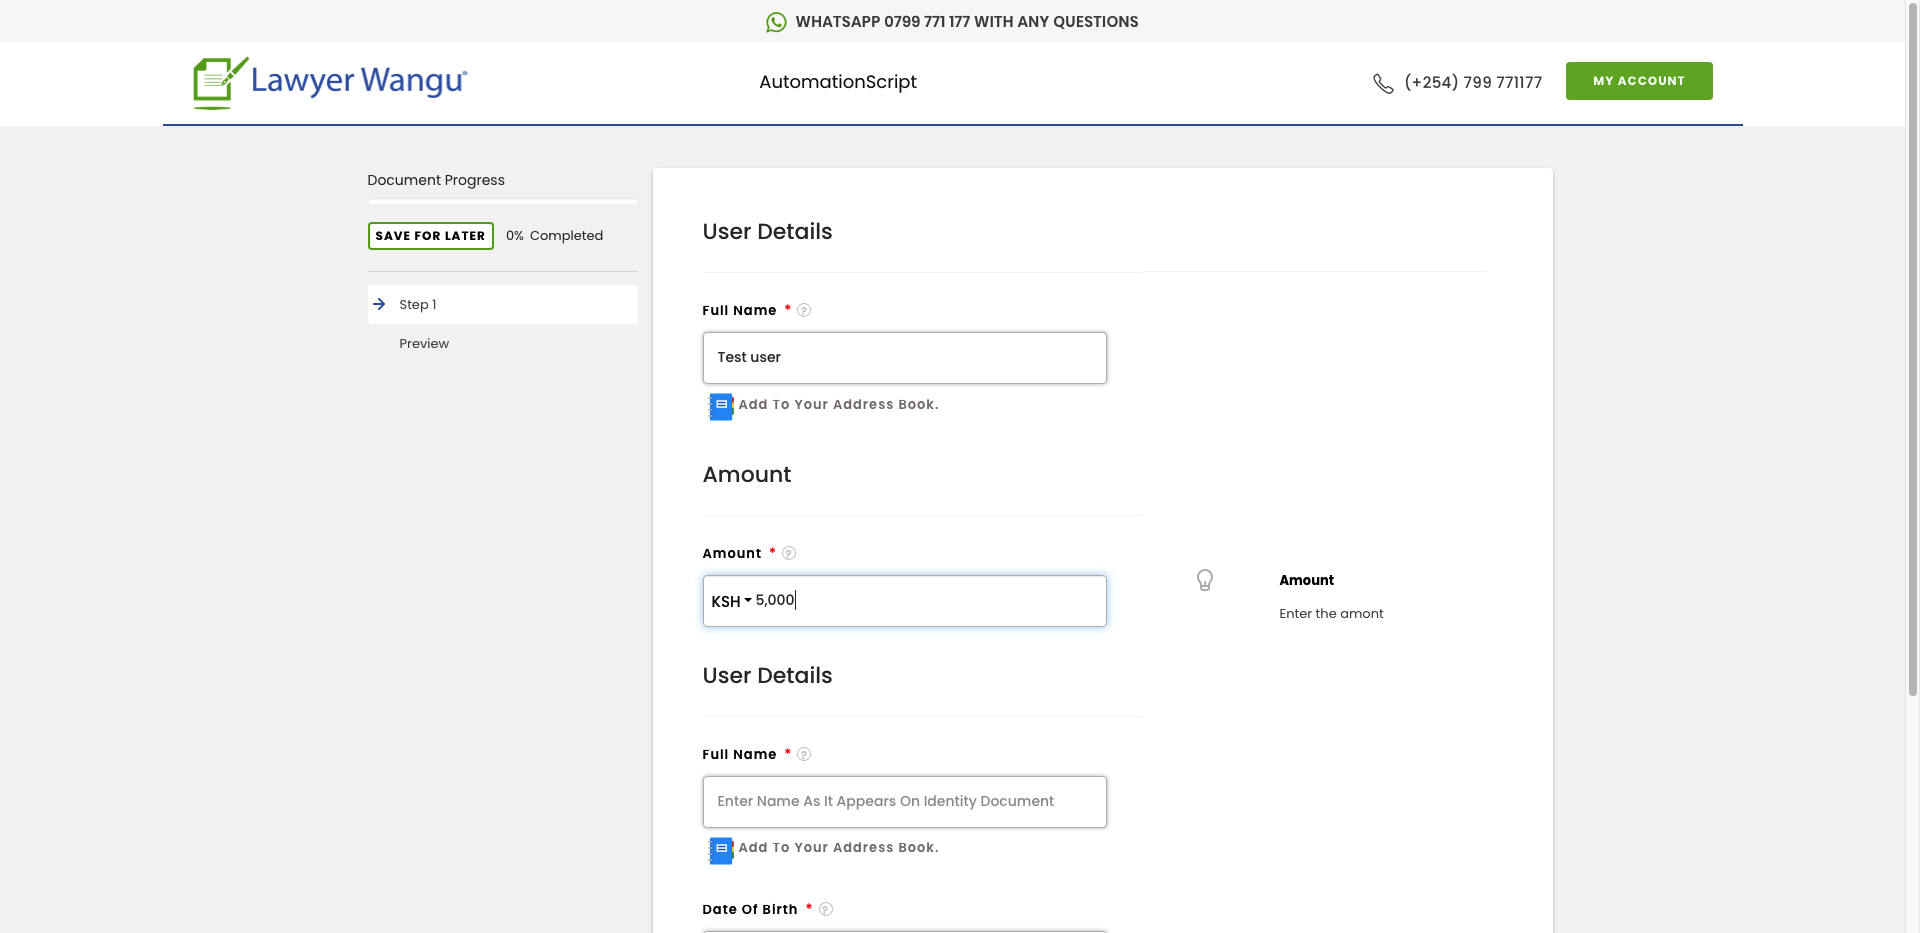 WHATSAPP 0799 771 177 WITH ANY QUESTIONS
Lawyer Wangu®
AutomationScript
(+254) 799 771177
MY ACCOUNT
Document Progress
SAVE FOR LATER
0% Completed
Step 1
Preview
User Details
Full Name * ?
Test user
Add To Your Address Book.
Amount
Amount * ?
KSH 5,000
Amount
Enter the amont
User Details
Full Name * ?
Enter Name As It Appears On Identity Document
Add To Your Address Book.
Date Of Birth * ?